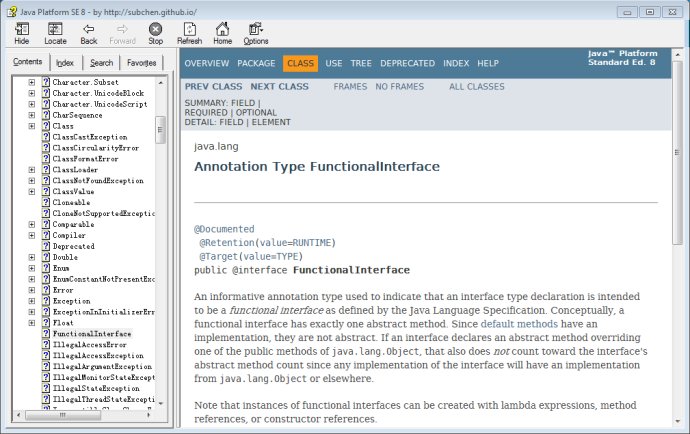 Java Platform SE 8 - by http://subchen.github.io/
Hide Locate Back Forward Stop Refresh Home Options
Contents Index Search Favorites
Character.Subset
Character.UnicodeBlock
Character.UnicodeScript
CharSequence
Class
ClassCastException
ClassCircularityError
ClassFormatError
ClassLoader
ClassNotFoundException
ClassValue
Cloneable
CloneNotSupportedExceptio
Comparable
Compiler
Deprecated
Double
Enum
EnumConstantNotPresentExc
Error
Exception
ExceptionInInitializerErr
Float
FunctionalInterface
IllegalAccessError
IllegalAccessException
IllegalArgumentException
IllegalMonitorStateExcept
IllegalStateException
IllegalThreadStateExcepti
OVERVIEW PACKAGE CLASS USE TREE DEPRECATED INDEX HELP
Java™ Platform
Standard Ed. 8
PREV CLASS NEXT CLASS FRAMES NO FRAMES ALL CLASSES
SUMMARY: FIELD |
REQUIRED | OPTIONAL
DETAIL: FIELD | ELEMENT
java.lang
Annotation Type FunctionalInterface
@Documented
@Retention(value=RUNTIME)
@Target(value=TYPE)
public @interface FunctionalInterface
An informative annotation type used to indicate that an interface type declaration is intended
to be a functional interface as defined by the Java Language Specification. Conceptually, a
functional interface has exactly one abstract method. Since default methods have an
implementation, they are not abstract. If an interface declares an abstract method overriding
one of the public methods of java.lang.Object, that also does not count toward the interface's
abstract method count since any implementation of the interface will have an implementation
from java.lang.Object or elsewhere.
Note that instances of functional interfaces can be created with lambda expressions, method
references, or constructor references.